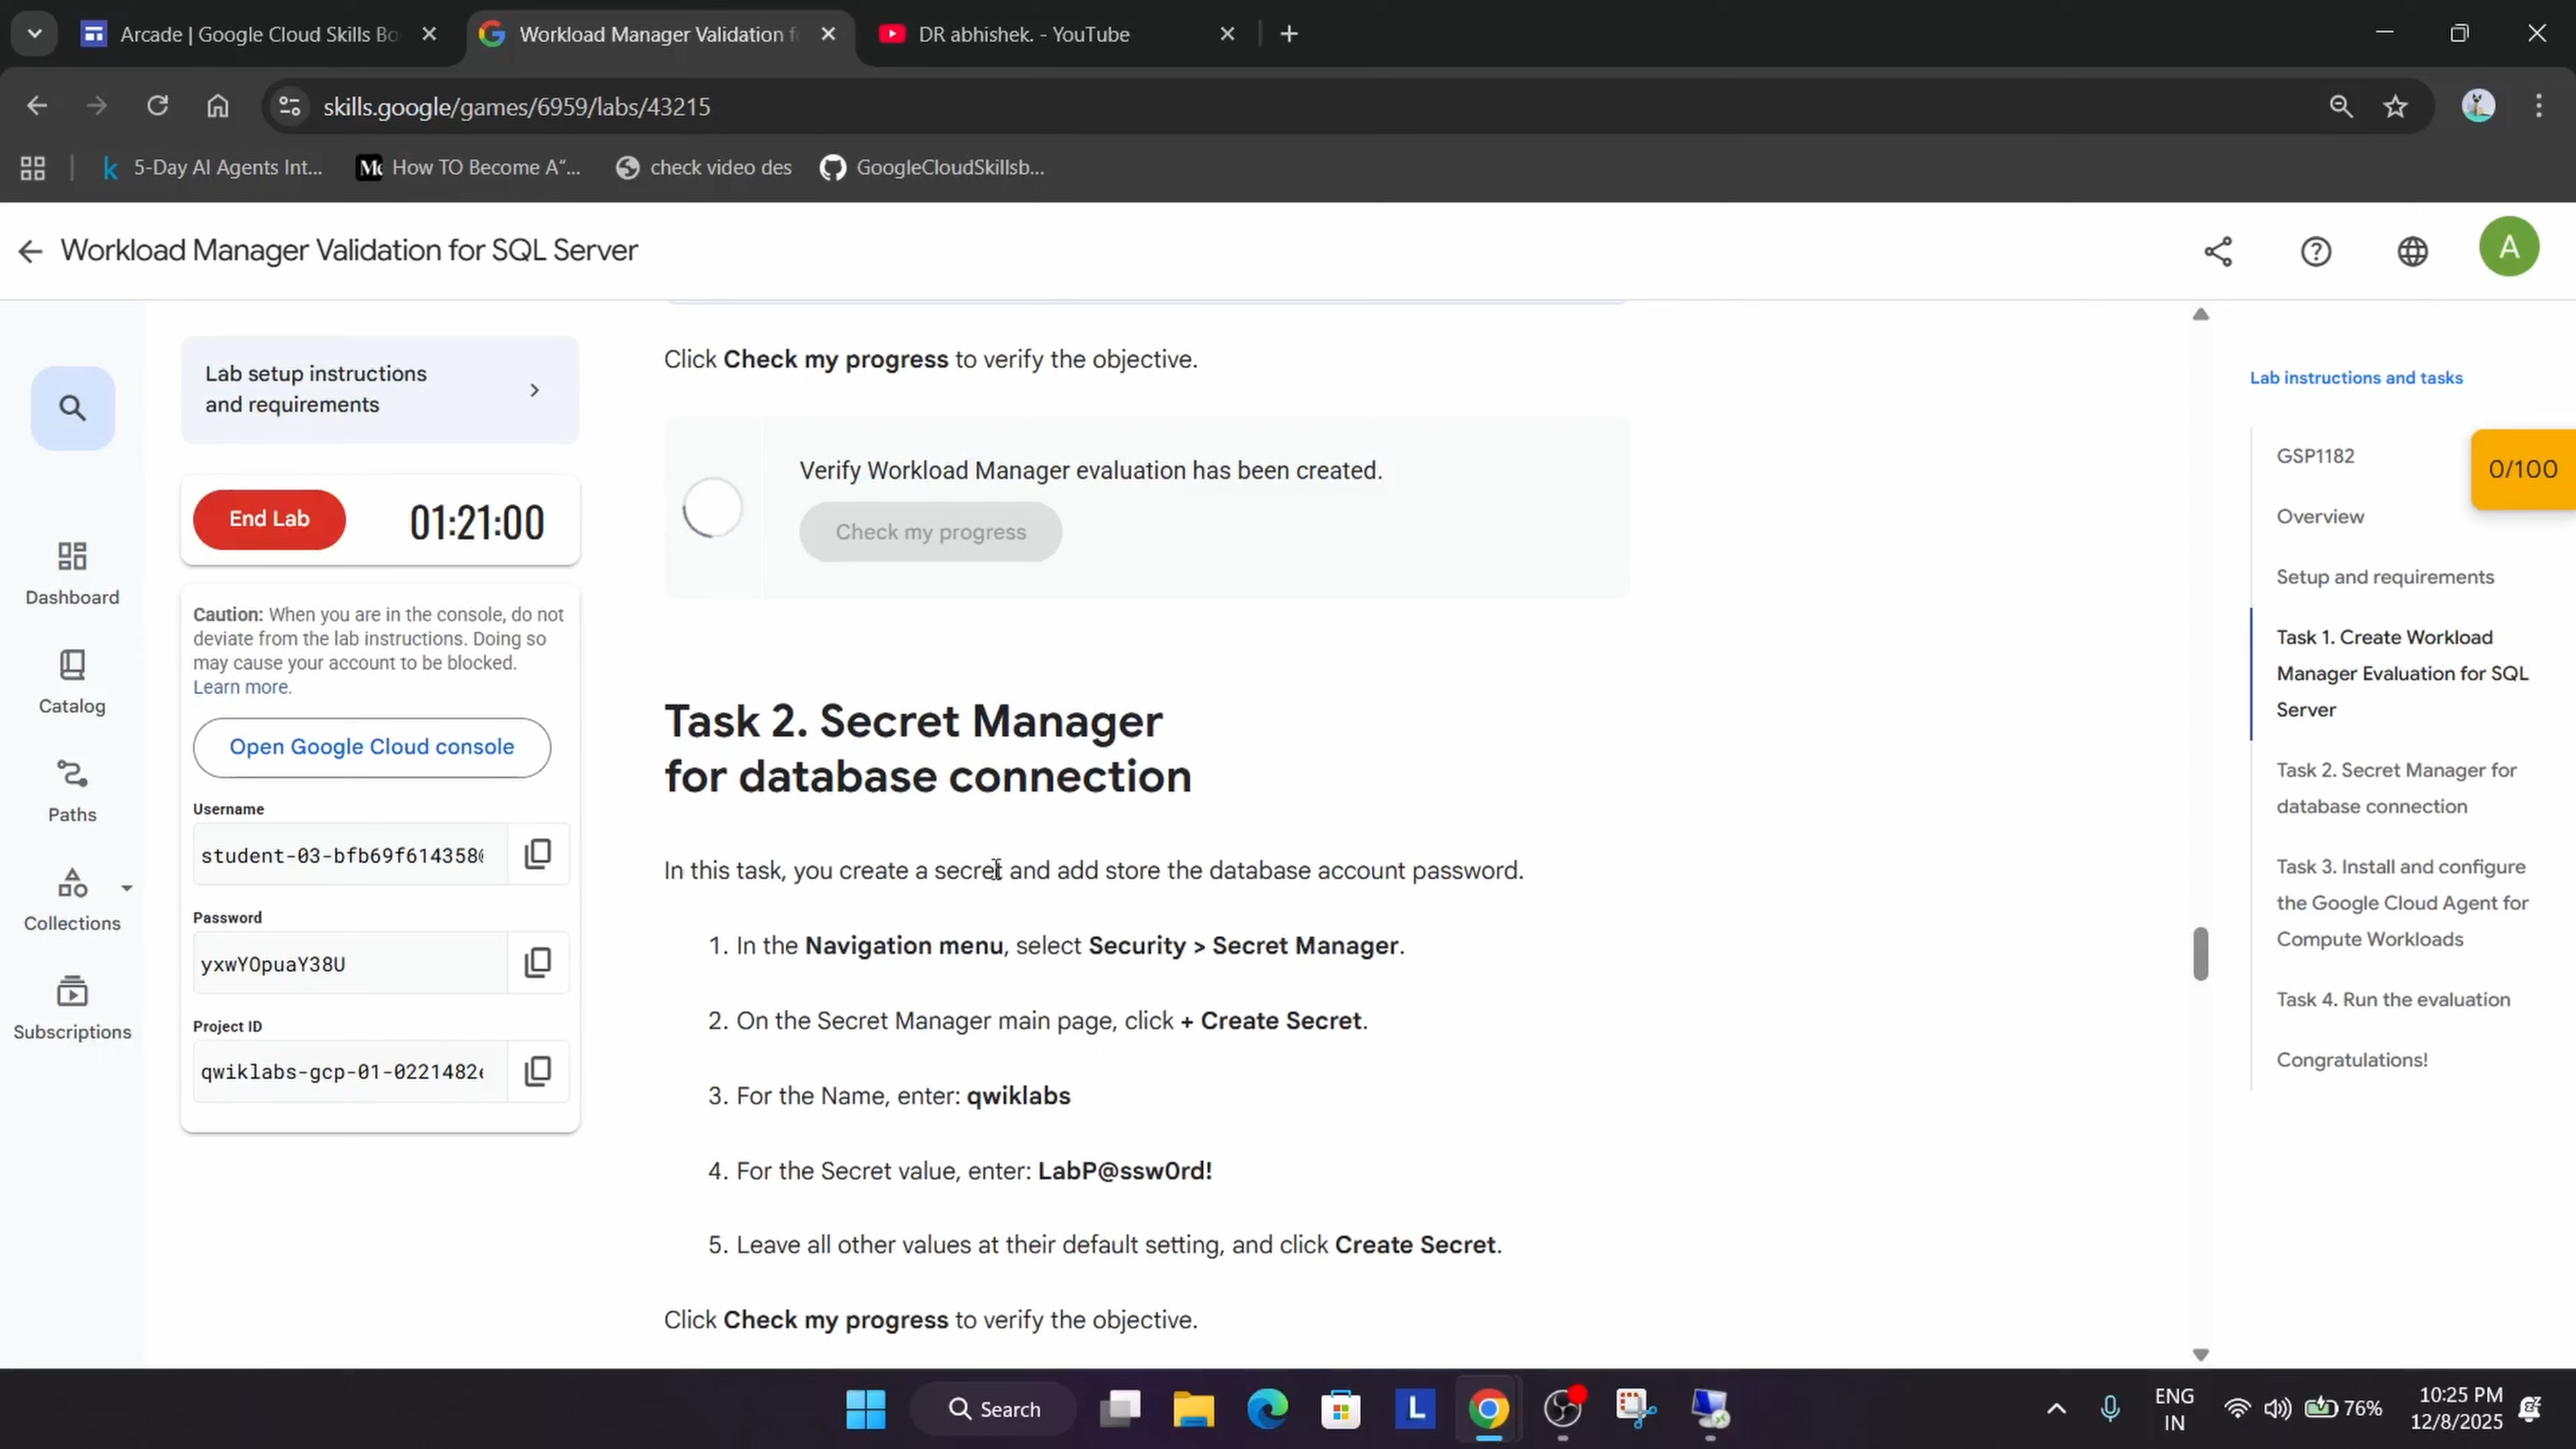 Arcade | Google Cloud Skills Bo
Workload Manager Validation f
DR abhishek. - YouTube
skills.google/games/6959/labs/43215
5-Day AI Agents Int...
How TO Become A“...
check video des
GoogleCloudSkillsb...
Workload Manager Validation for SQL Server
A
Dashboard
Catalog
Paths
Collections
Subscriptions
Lab setup instructions
and requirements
End Lab
01:21:00
Caution: When you are in the console, do not
deviate from the lab instructions. Doing so
may cause your account to be blocked.
Learn more.
Open Google Cloud console
Username
student-03-bfb69f614358@
Password
yxwYOpuaY38U
Project ID
qwiklabs-gcp-01-0221482e
Click Check my progress to verify the objective.
Verify Workload Manager evaluation has been created.
Check my progress
Task 2. Secret Manager
for database connection
In this task, you create a secret and add store the database account password.
1. In the Navigation menu, select Security > Secret Manager.
2. On the Secret Manager main page, click + Create Secret.
3. For the Name, enter: qwiklabs
4. For the Secret value, enter: LabP@ssw0rd!
5. Leave all other values at their default setting, and click Create Secret.
Click Check my progress to verify the objective.
Lab instructions and tasks
GSP1182
0/100
Overview
Setup and requirements
Task 1. Create Workload
Manager Evaluation for SQL
Server
Task 2. Secret Manager for
database connection
Task 3. Install and configure
the Google Cloud Agent for
Compute Workloads
Task 4. Run the evaluation
Congratulations!
Search
L
ENG
IN
76%
10:25 PM
12/8/2025